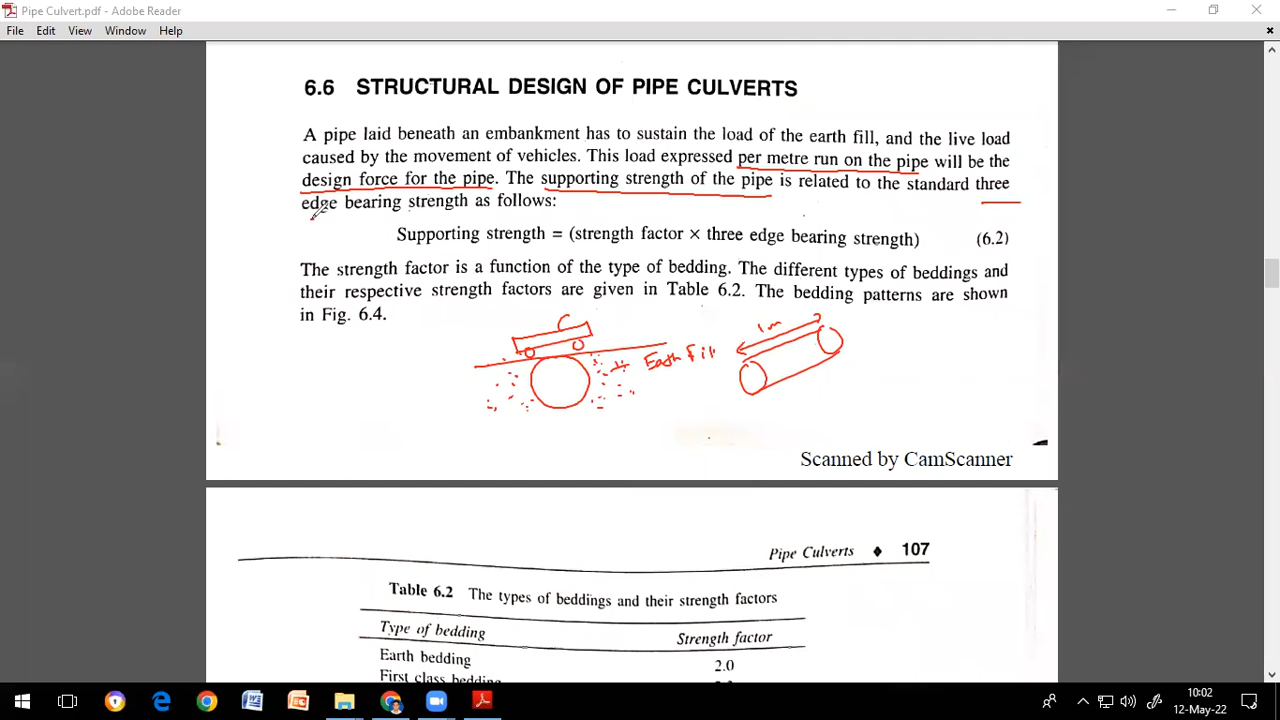 Pipe Culvert.pdf - Adobe Reader
File Edit View Window Help
6.6 STRUCTURAL DESIGN OF PIPE CULVERTS
A pipe laid beneath an embankment has to sustain the load of the earth fill, and the live load
caused by the movement of vehicles. This load expressed per metre run on the pipe will be the
design force for the pipe. The supporting strength of the pipe is related to the standard three
edge bearing strength as follows:
Supporting strength = (strength factor × three edge bearing strength) (6.2)
The strength factor is a function of the type of bedding. The different types of beddings and
their respective strength factors are given in Table 6.2. The bedding patterns are shown
in Fig. 6.4.
1m
Earth fill
Scanned by CamScanner
Pipe Culverts ♦ 107
Table 6.2 The types of beddings and their strength factors
Type of bedding Strength factor
Earth bedding 2.0
First class bedding
10:02
12-May-22